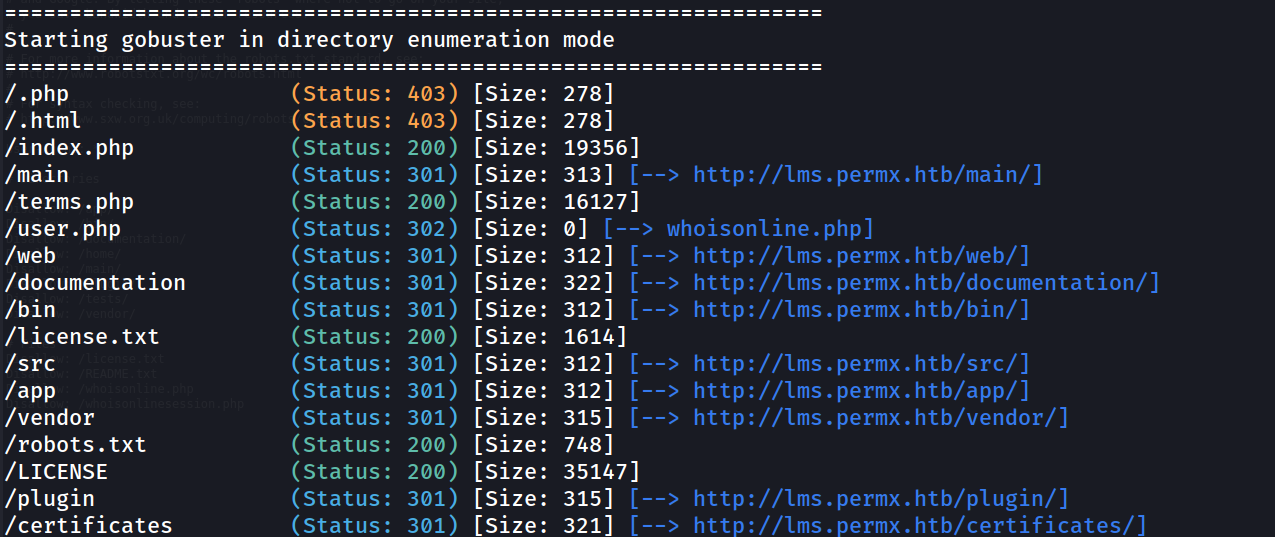 ===============================================================
Starting gobuster in directory enumeration mode
===============================================================
/.php                 (Status: 403) [Size: 278]
/.html                (Status: 403) [Size: 278]
/index.php            (Status: 200) [Size: 19356]
/main                 (Status: 301) [Size: 313] [--> http://lms.permx.htb/main/]
/terms.php            (Status: 200) [Size: 16127]
/user.php             (Status: 302) [Size: 0] [--> whoisonline.php]
/web                  (Status: 301) [Size: 312] [--> http://lms.permx.htb/web/]
/documentation        (Status: 301) [Size: 322] [--> http://lms.permx.htb/documentation/]
/bin                  (Status: 301) [Size: 312] [--> http://lms.permx.htb/bin/]
/license.txt          (Status: 200) [Size: 1614]
/src                  (Status: 301) [Size: 312] [--> http://lms.permx.htb/src/]
/app                  (Status: 301) [Size: 312] [--> http://lms.permx.htb/app/]
/vendor               (Status: 301) [Size: 315] [--> http://lms.permx.htb/vendor/]
/robots.txt           (Status: 200) [Size: 748]
/LICENSE              (Status: 200) [Size: 35147]
/plugin               (Status: 301) [Size: 315] [--> http://lms.permx.htb/plugin/]
/certificates         (Status: 301) [Size: 321] [--> http://lms.permx.htb/certificates/]